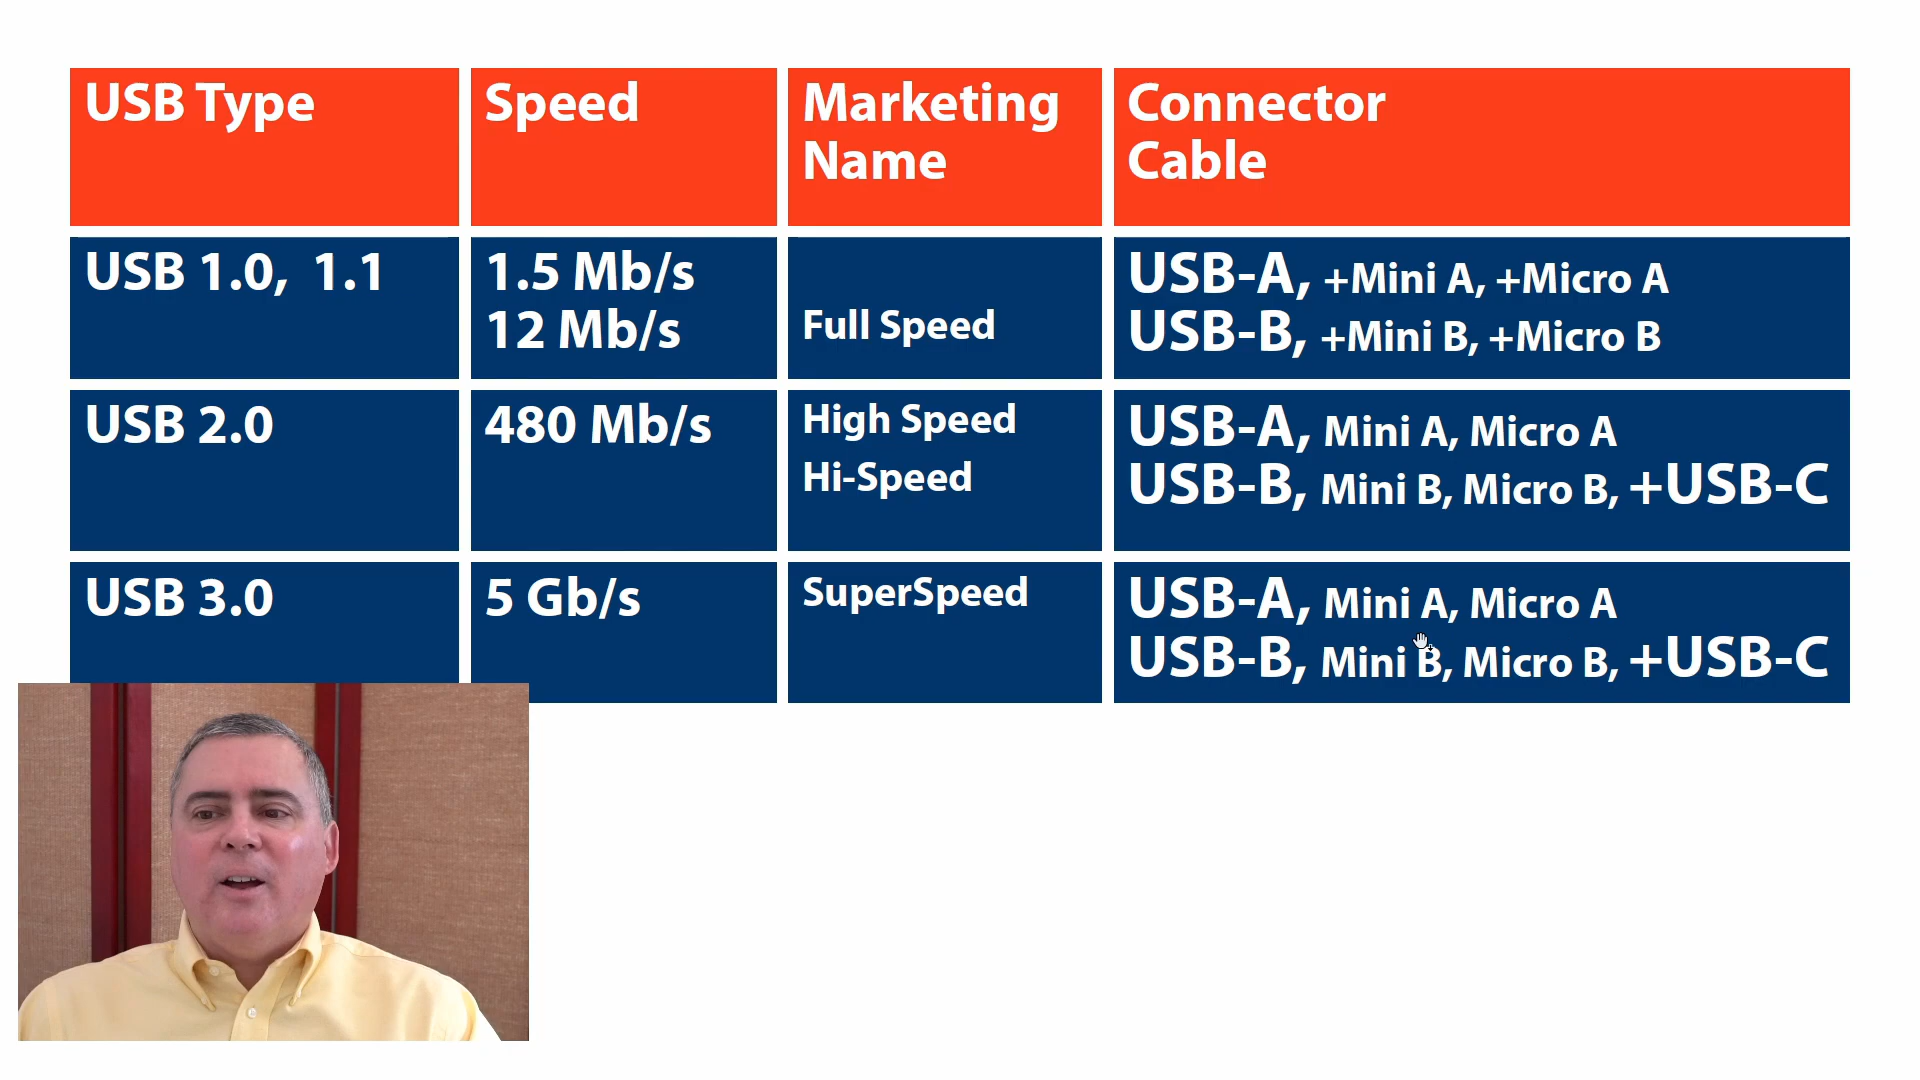 USB Type
Speed
Marketing
Name
Connector
Cable
USB 1.0,  1.1
1.5 Mb/s
12 Mb/s
Full Speed
USB-A, +Mini A, +Micro A
USB-B, +Mini B, +Micro B
USB 2.0
480 Mb/s
High Speed
Hi-Speed
USB-A, Mini A, Micro A
USB-B, Mini B, Micro B, +USB-C
USB 3.0
5 Gb/s
SuperSpeed
USB-A, Mini A, Micro A
USB-B, Mini B, Micro B, +USB-C